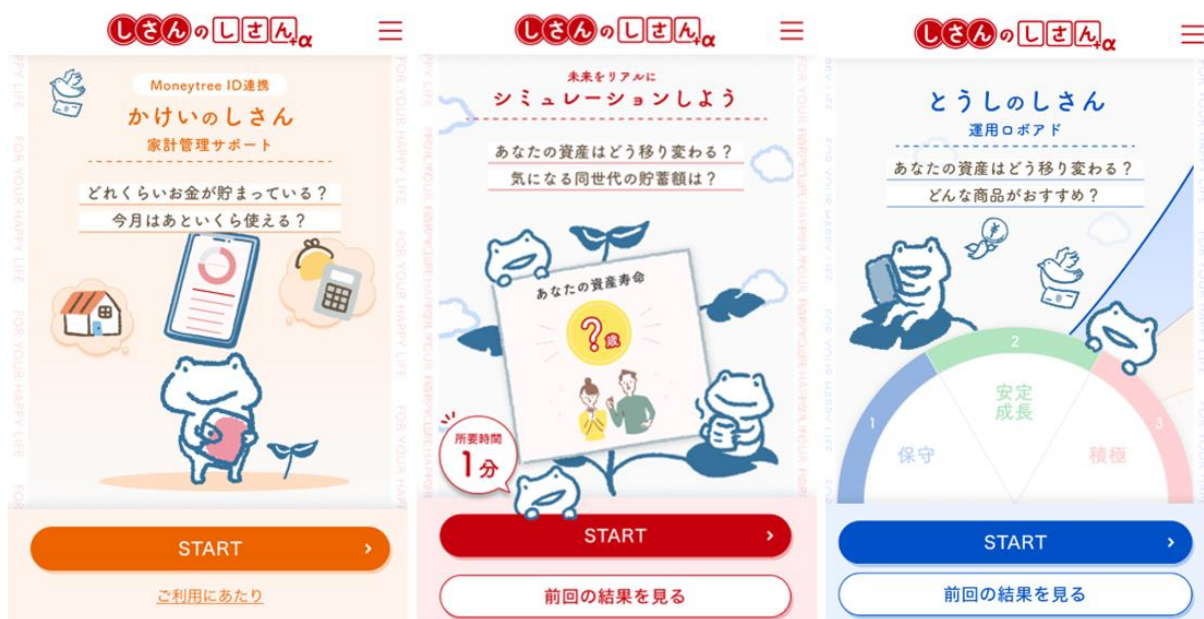 しさんのしさん+α
Moneytree ID連携
かけいのしさん
家計管理サポート
どれくらいお金が貯まっている？
今月はあといくら使える？
START
ご利用にあたり
FOR YOUR HAPPY LIFE
しさんのしさん+α
未来をリアルに
シミュレーションしよう
あなたの資産はどう移り変わる？
気になる同世代の貯蓄額は？
あなたの資産寿命
?歳
所要時間
1分
START
前回の結果を見る
しさんのしさん+α
とうしのしさん
運用ロボアド
あなたの資産はどう移り変わる？
どんな商品がおすすめ？
¥
1
保守
2
安定
成長
3
積極
START
前回の結果を見る